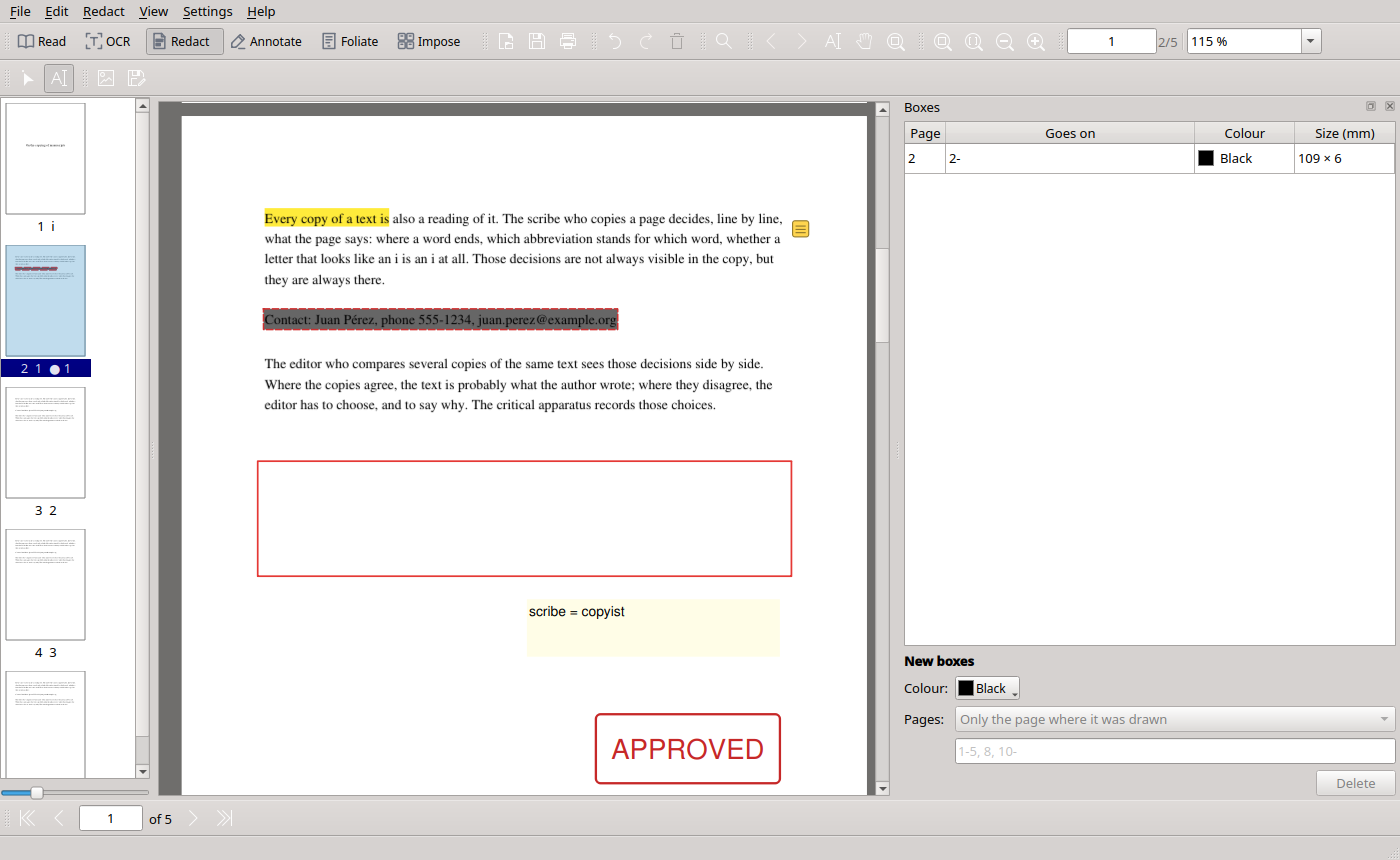 File Edit Redact View Settings Help
Read OCR Redact Annotate Foliate Impose 1 2/5 115 %
Boxes
Page Goes on Colour Size (mm)
2 2- Black 109 × 6
1 i
2 1 1
3 2
4 3
Every copy of a text is also a reading of it. The scribe who copies a page decides, line by line,
what the page says: where a word ends, which abbreviation stands for which word, whether a
letter that looks like an i is an i at all. Those decisions are not always visible in the copy, but
they are always there.
Contact: Juan Pérez, phone 555-1234, juan.perez@example.org
The editor who compares several copies of the same text sees those decisions side by side.
Where the copies agree, the text is probably what the author wrote; where they disagree, the
editor has to choose, and to say why. The critical apparatus records those choices.
scribe = copyist
APPROVED
New boxes
Colour: Black
Pages: Only the page where it was drawn
1-5, 8, 10-
Delete
1 of 5